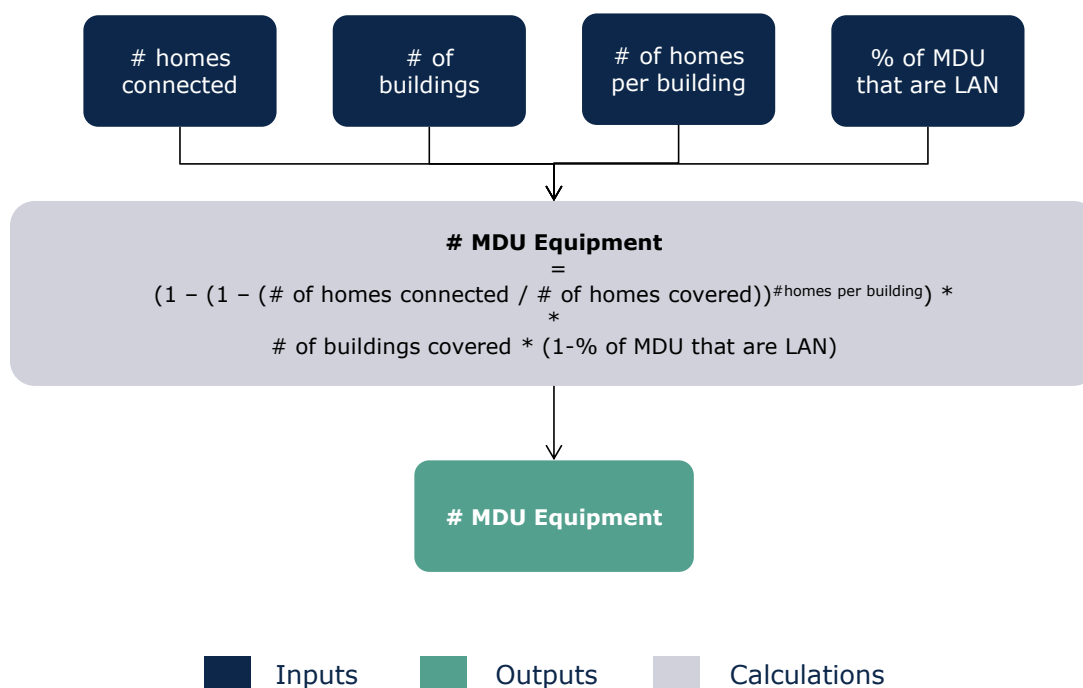 # homes
connected
# of
buildings
# of homes
per building
% of MDU
that are LAN
# MDU Equipment
=
(1 – (1 – (# of homes connected / # of homes covered))#homes per building) *
*
# of buildings covered * (1-% of MDU that are LAN)
# MDU Equipment
Inputs
Outputs
Calculations